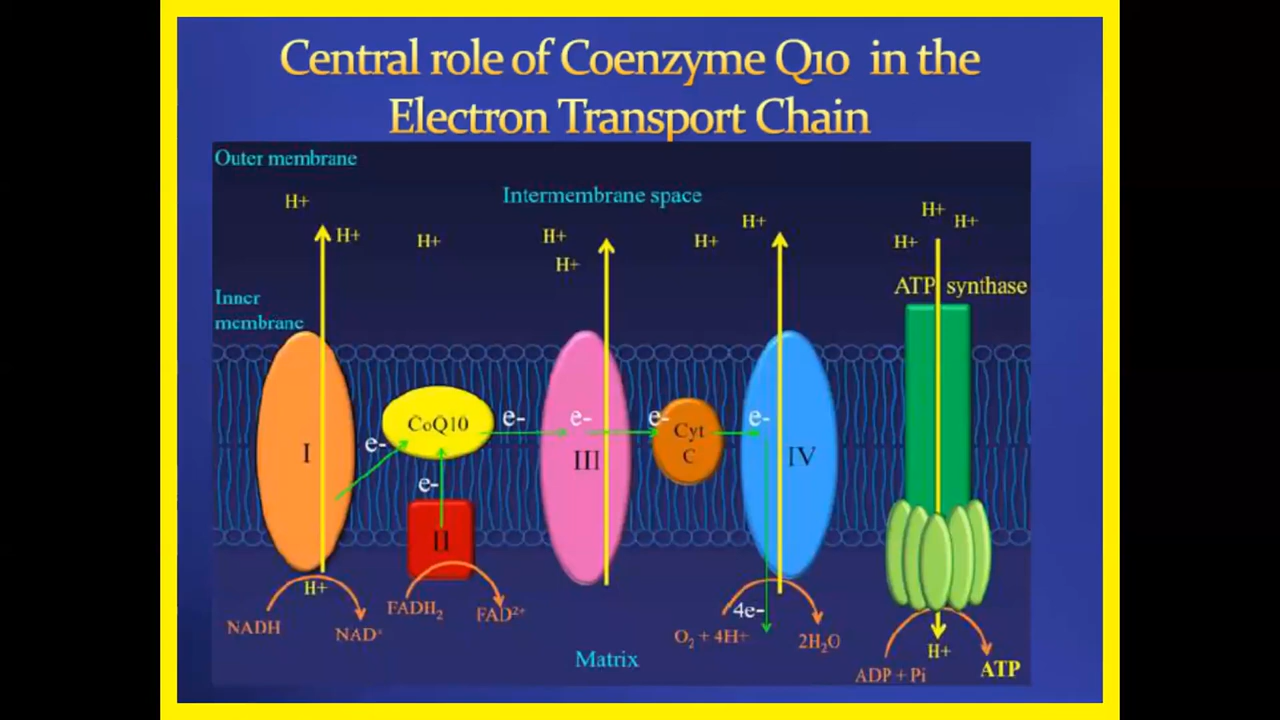 Central role of Coenzyme Q10 in the
Electron Transport Chain
Outer membrane
Intermembrane space
H+
H+
H+
H+
H+
H+
H+
H+
H+
H+
ATP synthase
Inner
membrane
CoQ10
e-
e-
e-
e-
e-
e-
I
II
III
Cyt
C
IV
H+
NADH
NAD+
FADH₂
FAD²⁺
4e-
O₂ + 4H+
2H₂O
H+
ADP + Pi
ATP
Matrix